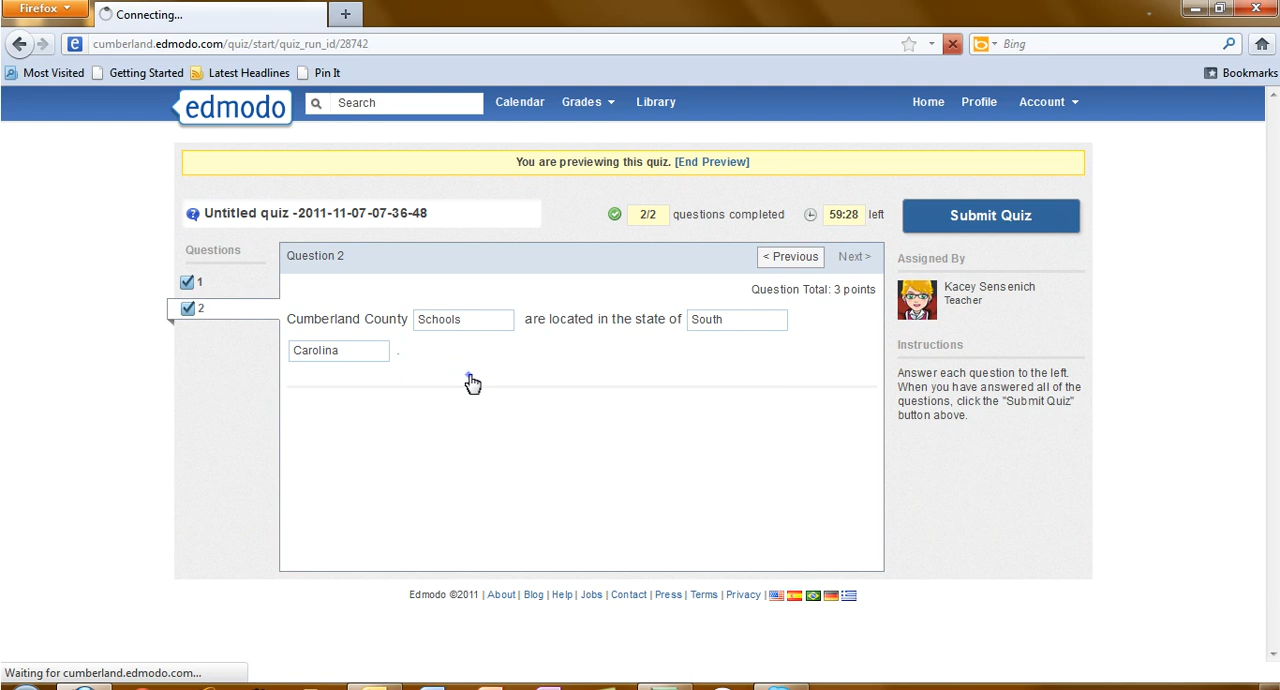 Firefox
Connecting...
cumberland.edmodo.com/quiz/start/quiz_run_id/28742
Bing
Most Visited Getting Started Latest Headlines Pin It Bookmarks
edmodo Search Calendar Grades Library Home Profile Account
You are previewing this quiz. [End Preview]
Untitled quiz -2011-11-07-07-36-48 2/2 questions completed 59:28 left Submit Quiz
Questions
1
2
Question 2 < Previous Next >
Question Total: 3 points
Cumberland County Schools are located in the state of South
Carolina .
Assigned By
Kacey Sensenich
Teacher
Instructions
Answer each question to the left.
When you have answered all of the
questions, click the "Submit Quiz"
button above.
Edmodo ©2011 | About | Blog | Help | Jobs | Contact | Press | Terms | Privacy |
Waiting for cumberland.edmodo.com...